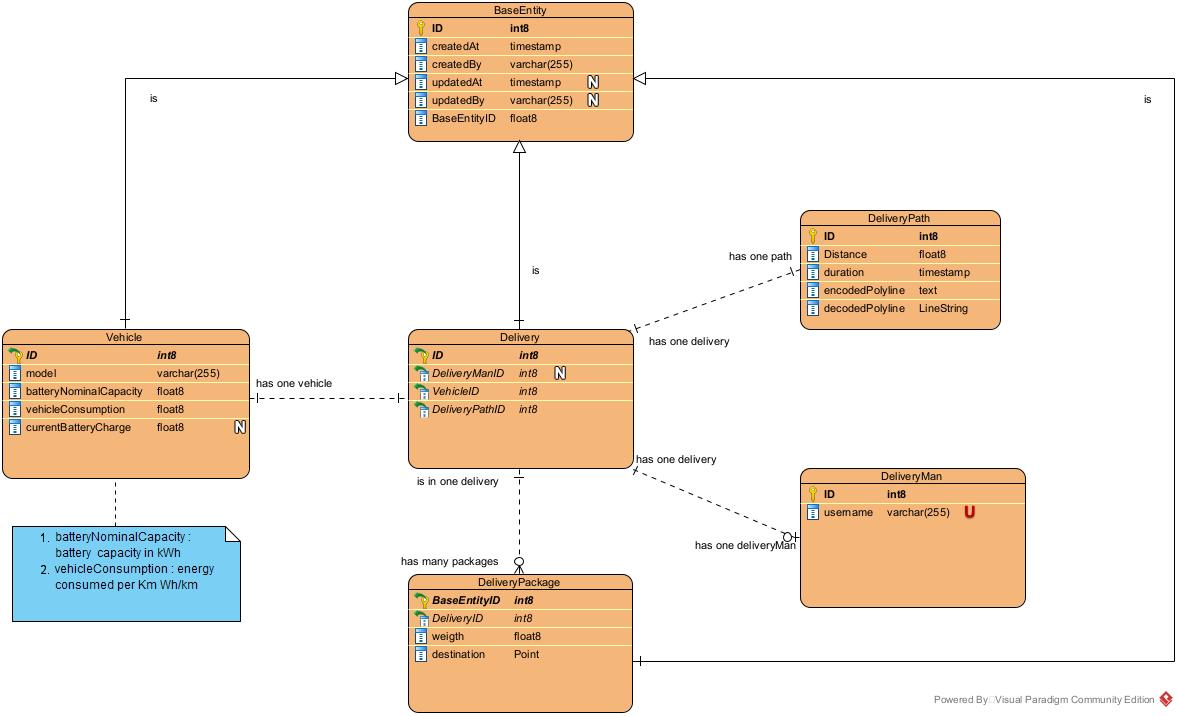 BaseEntity
ID int8
createdAt timestamp
createdBy varchar(255)
updatedAt timestamp N
updatedBy varchar(255) N
BaseEntityID float8
is
is
is
DeliveryPath
ID int8
Distance float8
duration timestamp
encodedPolyline text
decodedPolyline LineString
has one path
has one delivery
Vehicle
ID int8
model varchar(255)
batteryNominalCapacity float8
vehicleConsumption float8
currentBatteryCharge float8 N
has one vehicle
Delivery
ID int8
DeliveryManID int8 N
VehicleID int8
DeliveryPathID int8
has one delivery
is in one delivery
DeliveryMan
ID int8
username varchar(255) U
has one deliveryMan
has many packages
1. batteryNominalCapacity :
battery capacity in kWh
2. vehicleConsumption : energy
consumed per Km Wh/km
DeliveryPackage
BaseEntityID int8
DeliveryID int8
weigth float8
destination Point
Powered By Visual Paradigm Community Edition